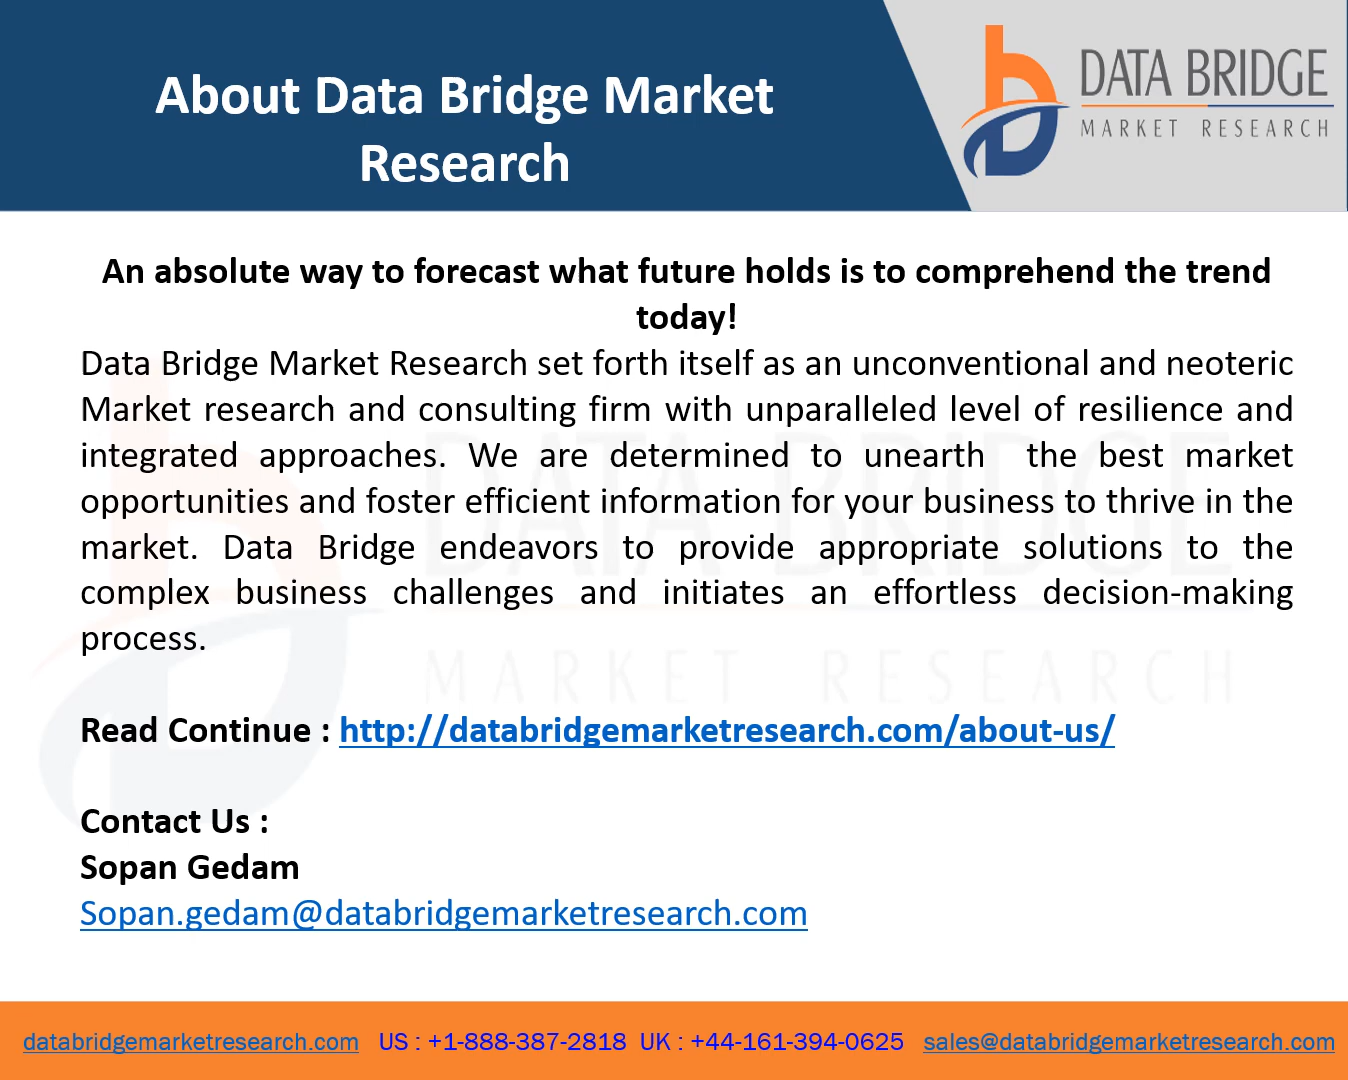 About Data Bridge Market
Research
DATA BRIDGE
MARKET RESEARCH
An absolute way to forecast what future holds is to comprehend the trend
today!
Data Bridge Market Research set forth itself as an unconventional and neoteric
Market research and consulting firm with unparalleled level of resilience and
integrated approaches. We are determined to unearth the best market
opportunities and foster efficient information for your business to thrive in the
market. Data Bridge endeavors to provide appropriate solutions to the
complex business challenges and initiates an effortless decision-making
process.
DATA BRIDGE
MARKET RESEARCH
Read Continue : http://databridgemarketresearch.com/about-us/
Contact Us :
Sopan Gedam
Sopan.gedam@databridgemarketresearch.com
databridgemarketresearch.com US : +1-888-387-2818 UK : +44-161-394-0625 sales@databridgemarketresearch.com